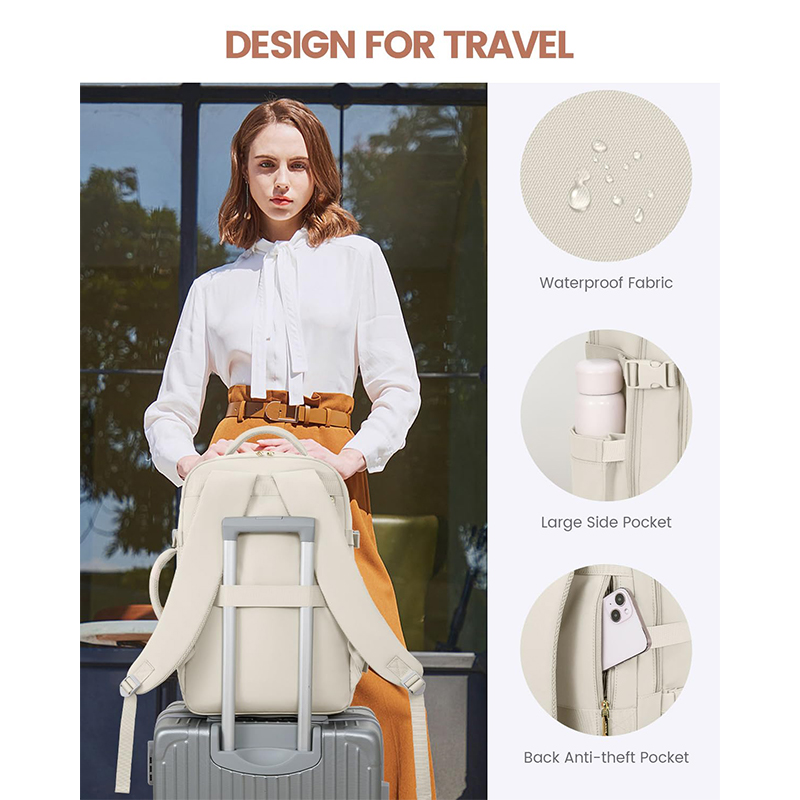 DESIGN FOR TRAVEL
Waterproof Fabric
Large Side Pocket
Back Anti-theft Pocket